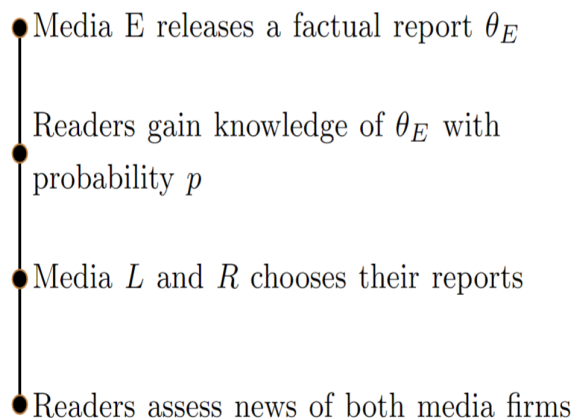 Media E releases a factual report θ_E
Readers gain knowledge of θ_E with
probability p
Media L and R chooses their reports
Readers assess news of both media firms